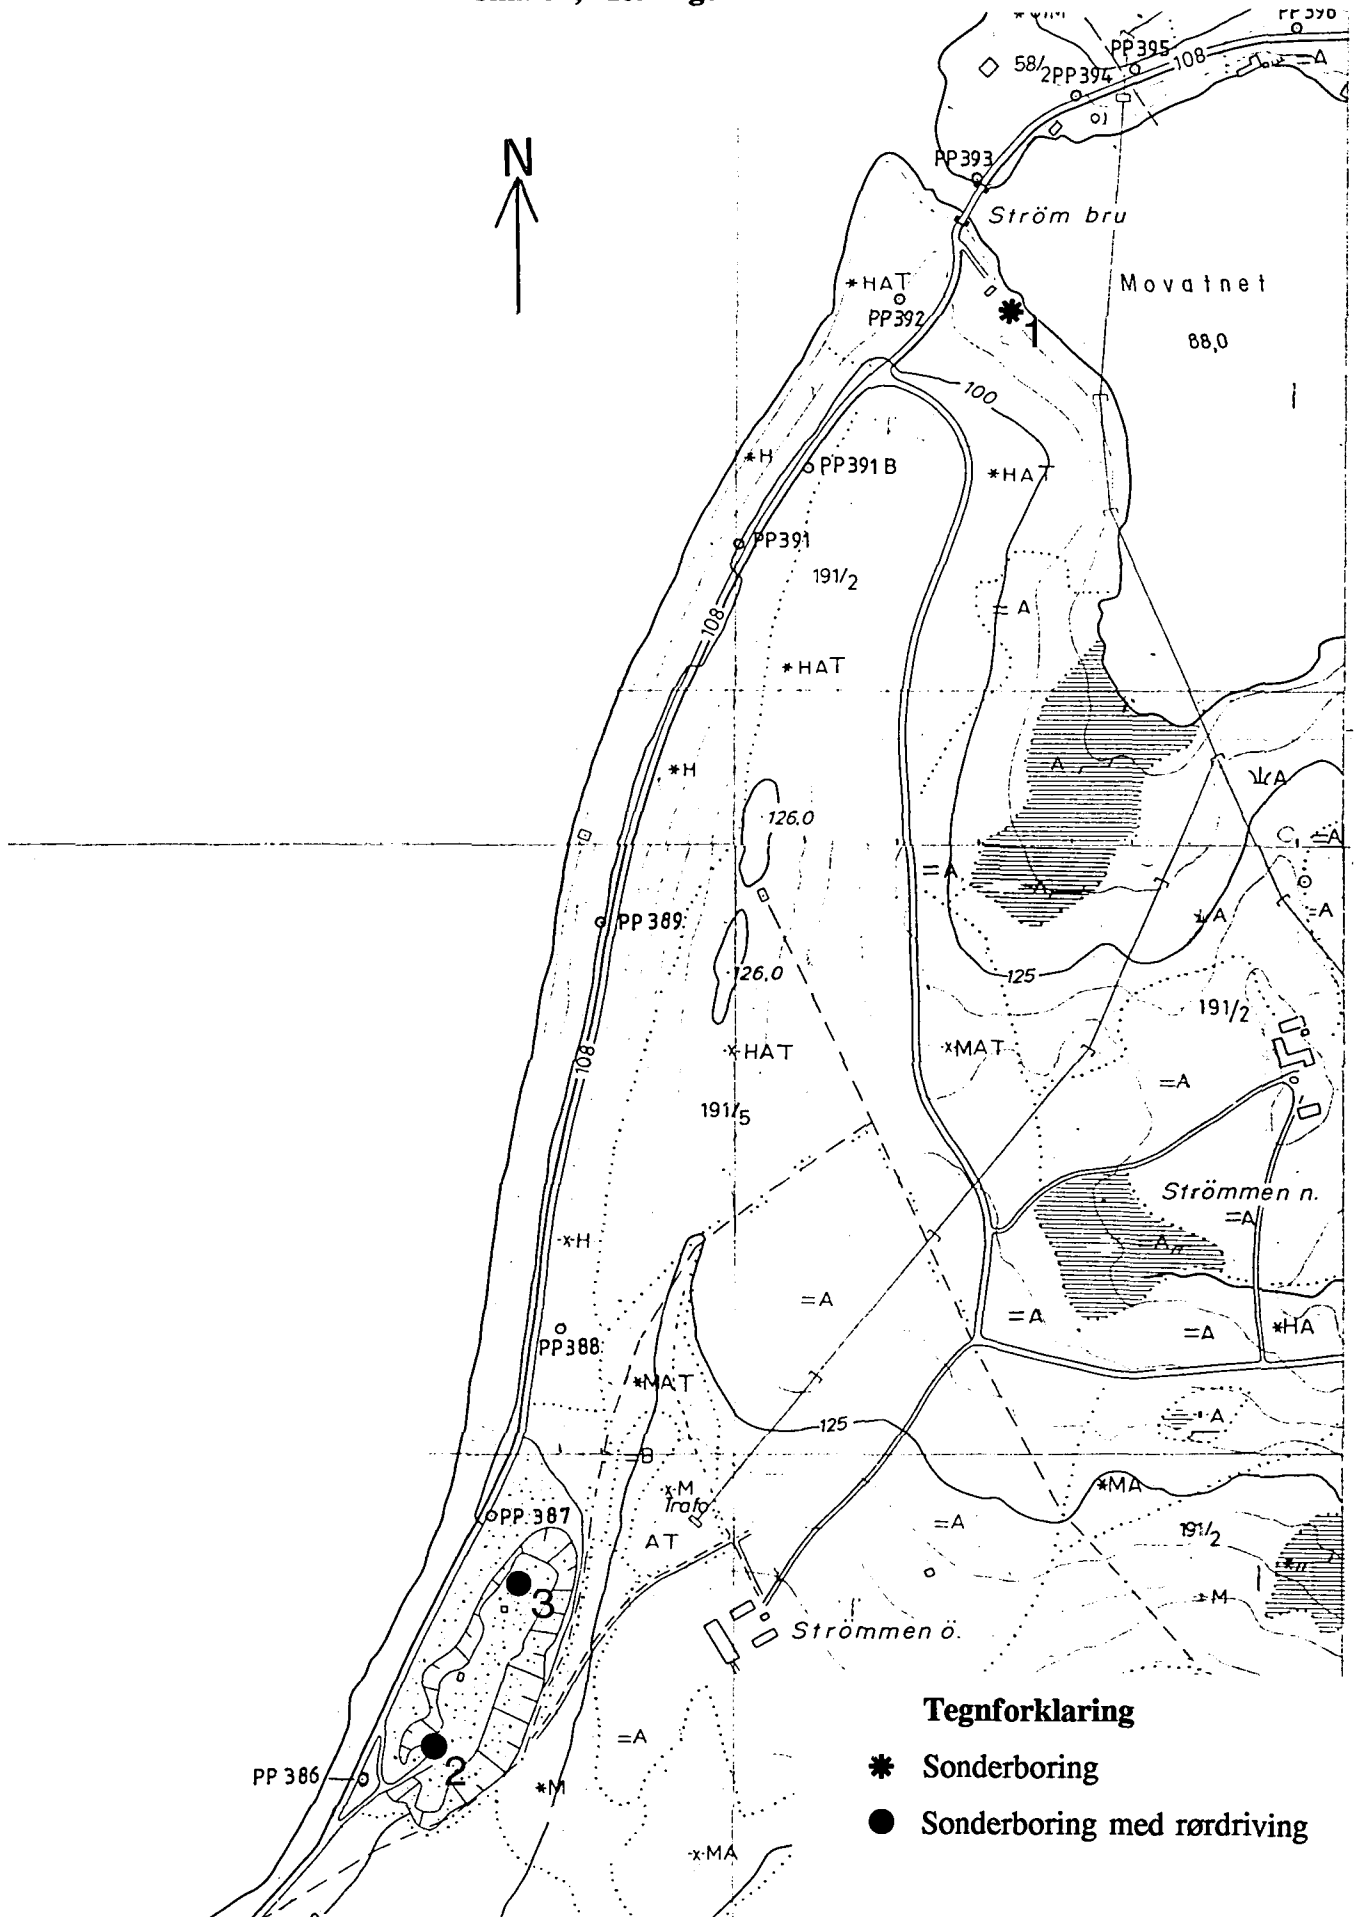 PP395
58/2
PP394
108
=A
N
PP393
Ström bru
*HAT
PP392
Movatnet
88,0
1
100
*H
PP391 B
*HAT
PP391
191/2
= A
108
*HAT
*H
A
A
126,0
C
=A
=A
PP 389
A
=A
126,0
125
191/2
HAT
MAT
108
=A
191/5
Strömmen n.
H
=A
=A
=A
PP388
*HA
=A
*MAT
A
125
=B
M
*MA
Trafo
PP 387
=A
191/2
AT
3
M
Strömmen ö.
Tegnforklaring
=A
Sonderboring
2
PP 386
*M
Sonderboring med rørdriving
MA